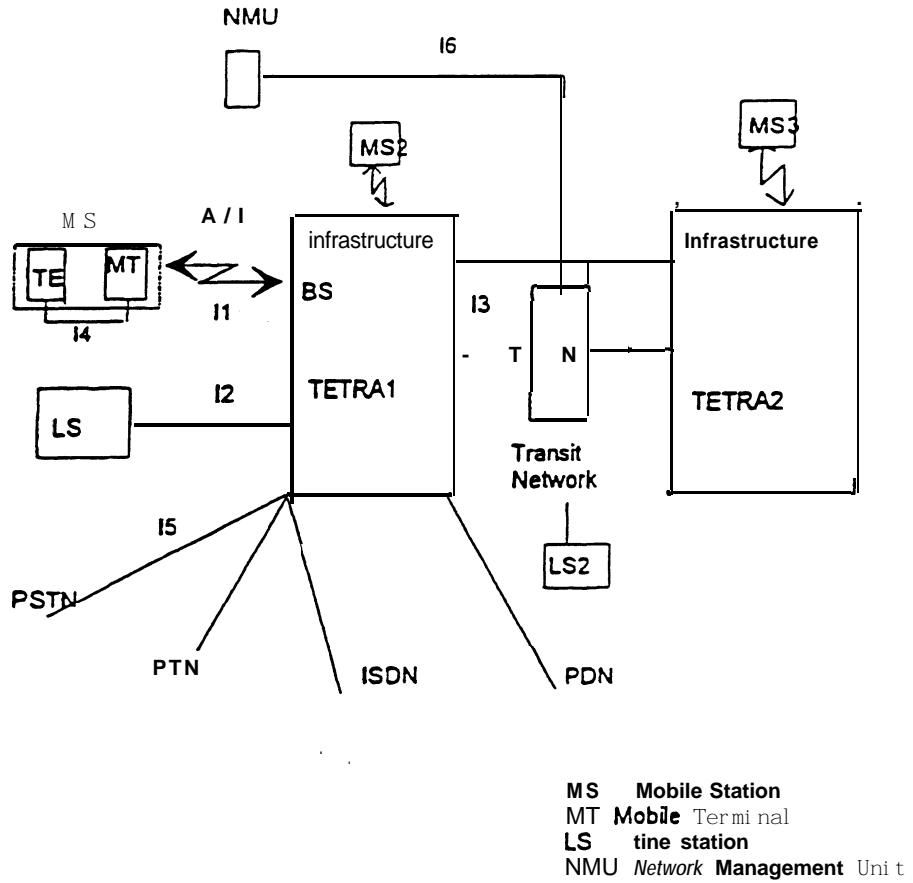 NMU
I6
MS2
MS3
MS
A / I
infrastructure
Infrastructure
TE
MT
BS
I1
I3
I4
T N
I2
TETRA1
TETRA2
LS
Transit
Network
I5
LS2
PSTN
PTN
ISDN
PDN
MS Mobile Station
MT Mobile Terminal
LS tine station
NMU Network Management Unit